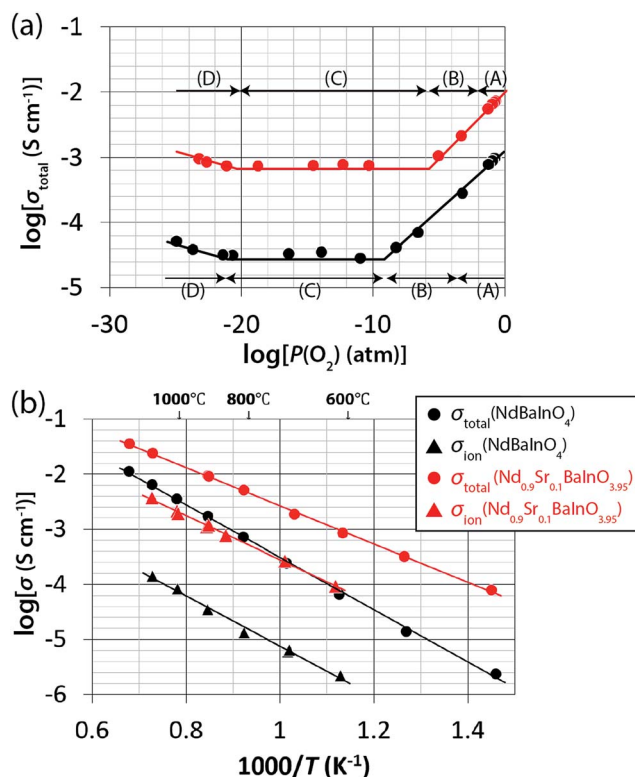 (a)
-1
-2
-3
-4
-5
log[σtotal (S cm⁻¹)]
(D) (C) (B) (A)
(D) (C) (B) (A)
-30 -20 -10 0
log[P(O₂) (atm)]
(b)
1000°C 800°C 600°C
-1
-2
-3
-4
-5
-6
log[σ (S cm⁻¹)]
σtotal(NdBaInO₄)
σion(NdBaInO₄)
σtotal(Nd₀.₉Sr₀.₁BaInO₃.₉₅)
σion(Nd₀.₉Sr₀.₁BaInO₃.₉₅)
0.6 0.8 1 1.2 1.4
1000/T (K⁻¹)